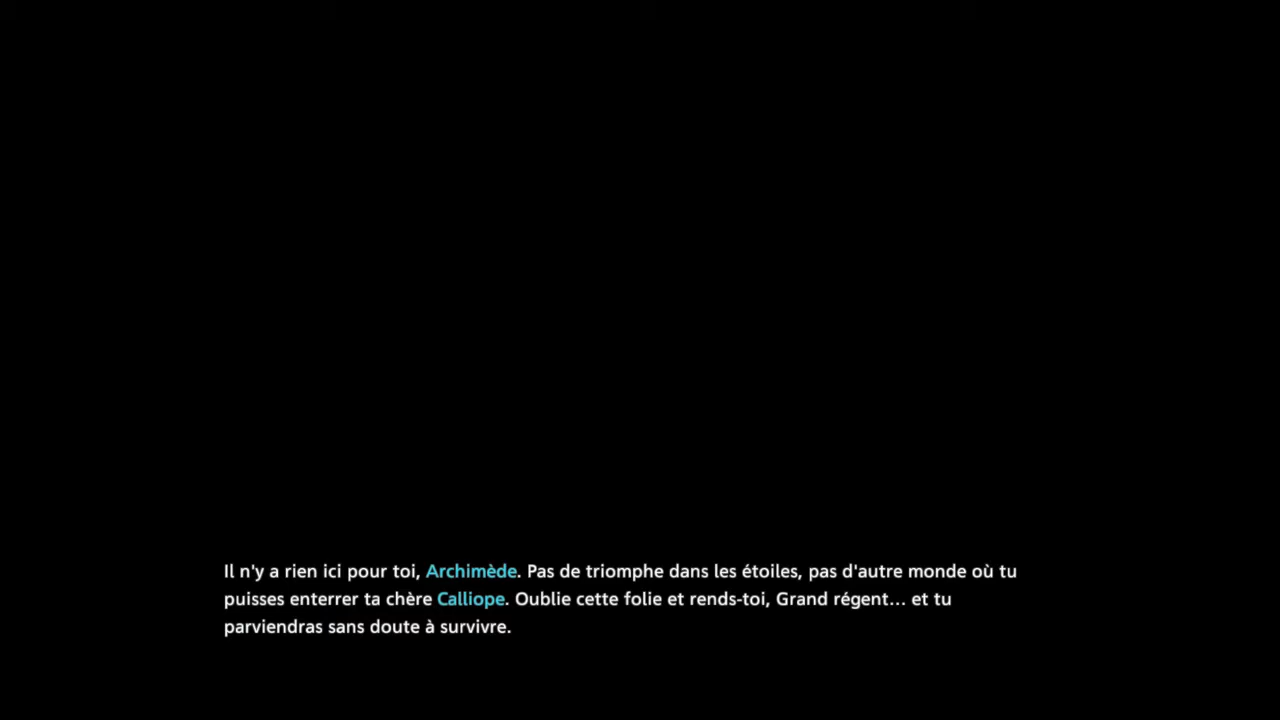 Il n'y a rien ici pour toi, Archimède. Pas de triomphe dans les étoiles, pas d'autre monde où tu
puisses enterrer ta chère Calliope. Oublie cette folie et rends-toi, Grand régent... et tu
parviendras sans doute à survivre.